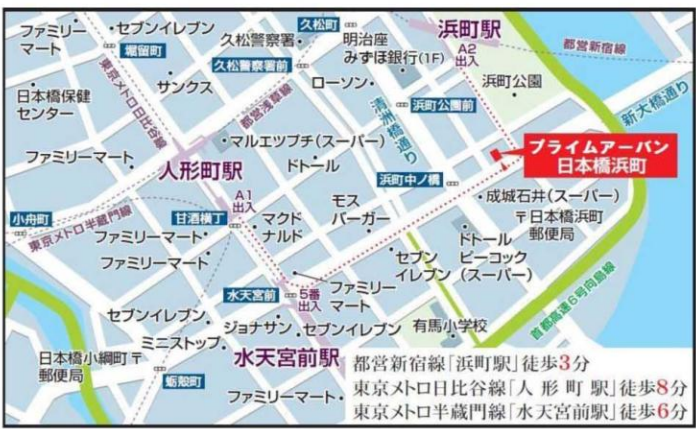 ファミリー
マート
セブンイレブン
堀留町
久松警察署
久松町
明治座
みずほ銀行(1F)
浜町駅
A2
出入
都営新宿線
久松警察署前
サンクス
ローソン
浜町公園
日本橋保健
センター
東京メトロ日比谷線
都営浅草線
清洲橋通り
浜町公園前
新大橋通り
ファミリーマート
人形町駅
マルエツプチ(スーパー)
ドトール
プライムアーバン
日本橋浜町
浜町中ノ橋
A1
出入
モス
バーガー
成城石井(スーパー)
〒日本橋浜町
郵便局
小舟町
東京メトロ半蔵門線
甘酒横丁
マクド
ナルド
ファミリーマート
ファミリーマート
セブン
イレブン
ドトール
ピーコック
(スーパー)
水天宮前
5番
出入
ファミリー
マート
首都高速6号向島線
セブンイレブン
ジョナサン
セブンイレブン
有馬小学校
ミニストップ
水天宮前駅
日本橋小網町〒
郵便局
蛎殻町
ファミリーマート
都営新宿線「浜町駅」徒歩3分
東京メトロ日比谷線「人形町駅」徒歩8分
東京メトロ半蔵門線「水天宮前駅」徒歩6分